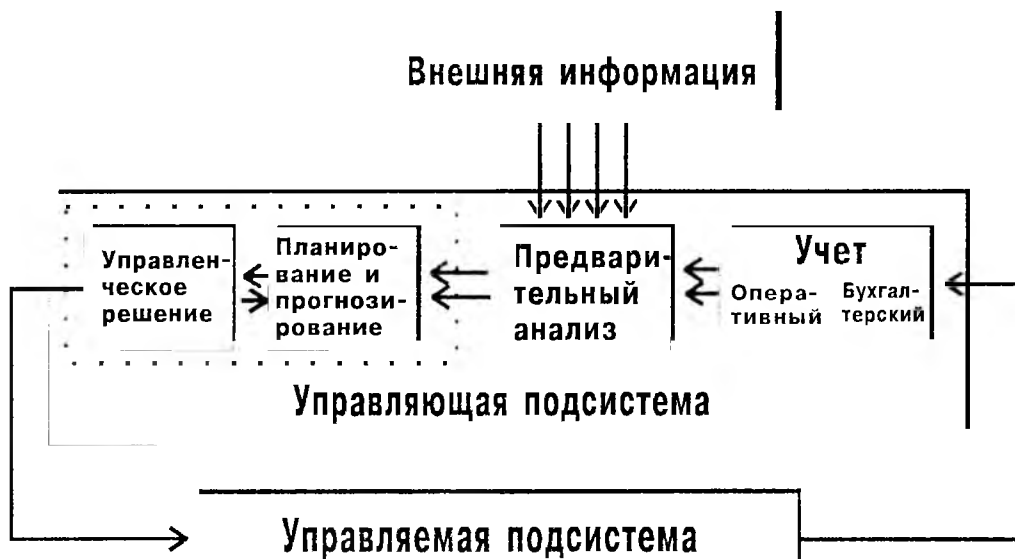 Внешняя информация
Управлен-
ческое
решение
Планиро-
вание и
прогнози-
рование
Предвари-
тельный
анализ
Учет
Опера-
тивный
Бухгал-
терский
Управляющая подсистема
Управляемая подсистема